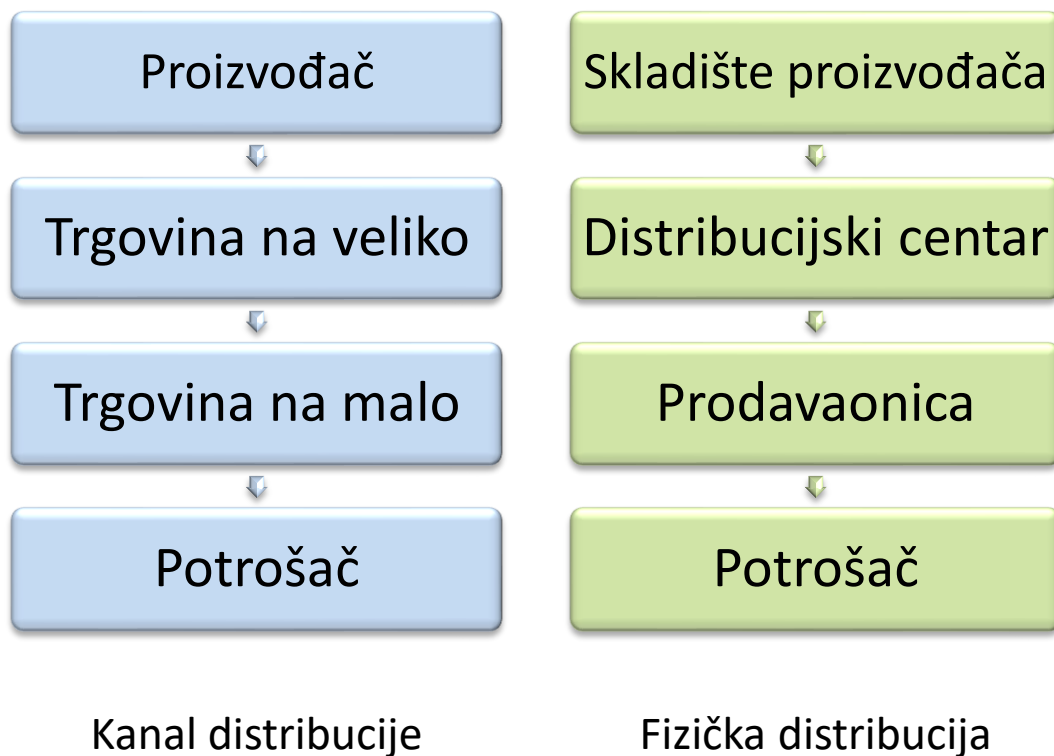 Proizvođač
Trgovina na veliko
Trgovina na malo
Potrošač
Kanal distribucije
Skladište proizvođača
Distribucijski centar
Prodavaonica
Potrošač
Fizička distribucija